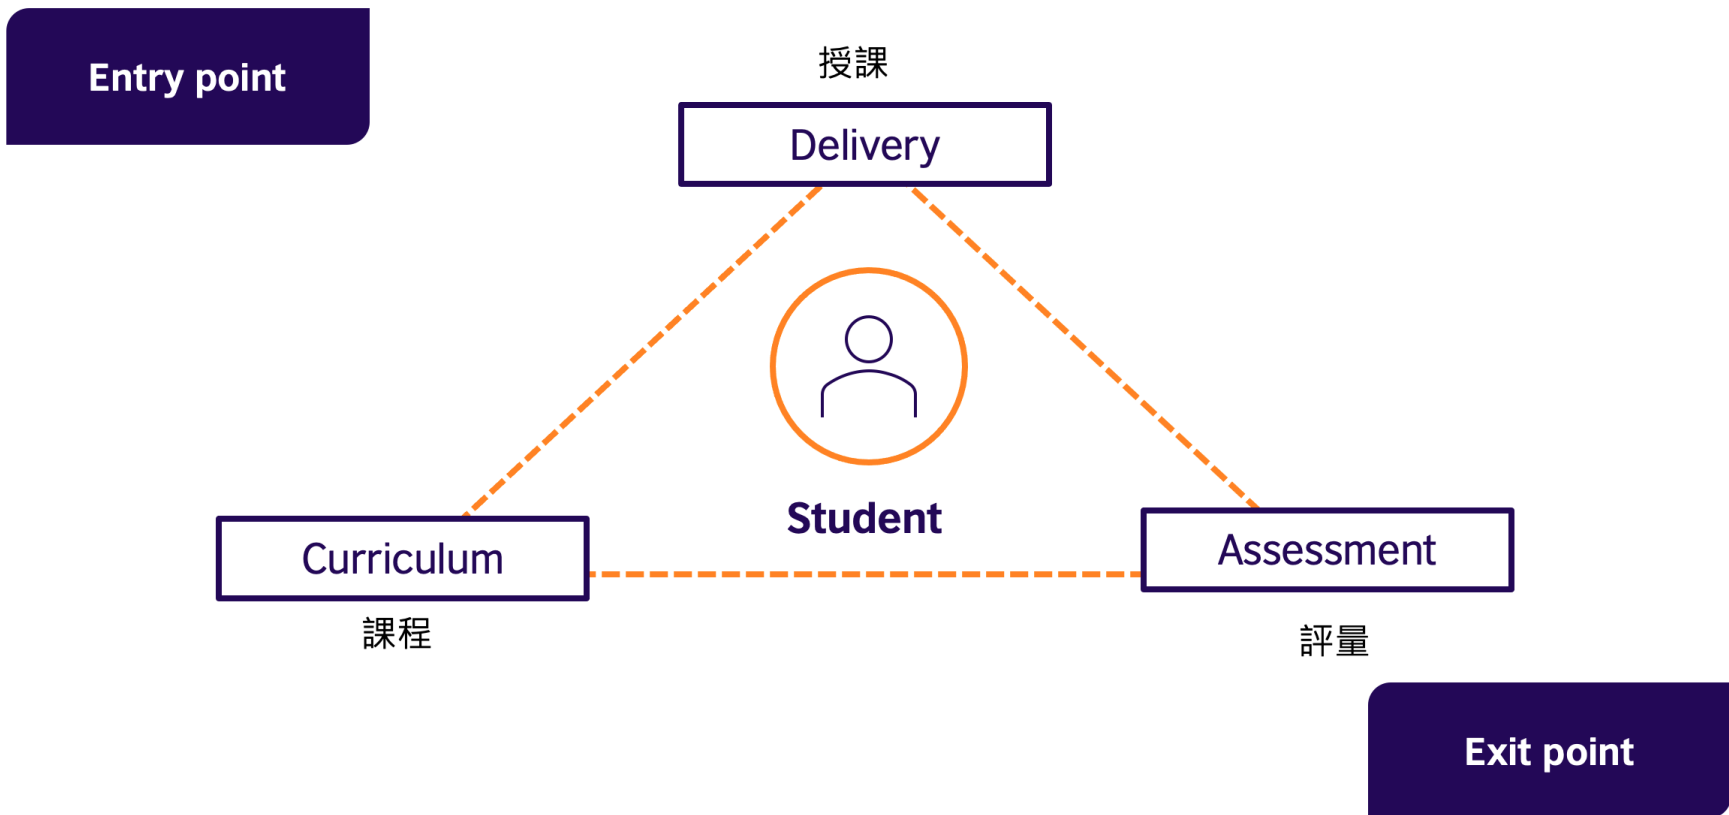 Entry point
授課
Delivery
Student
Curriculum
課程
Assessment
評量
Exit point